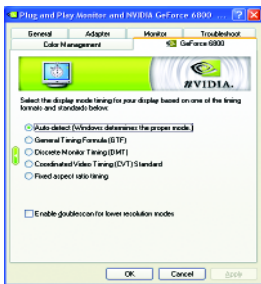 Plug and Play Monitor and NVIDIA GeForce 6800 ...
General Adapter Monitor Troubleshoot
Color Management GeForce 6800
NVIDIA.
Select the display mode timing for your display based on one of the timing
formats and standards below:
Auto-detect (Windows determines the proper mode.)
General Timing Formula (GTF)
Discrete Monitor Timing (DMT)
Coordinated Video Timing (CVT) Standard
Fixed aspect ratio timing
Enable doublescan for lower resolution modes
OK Cancel Apply